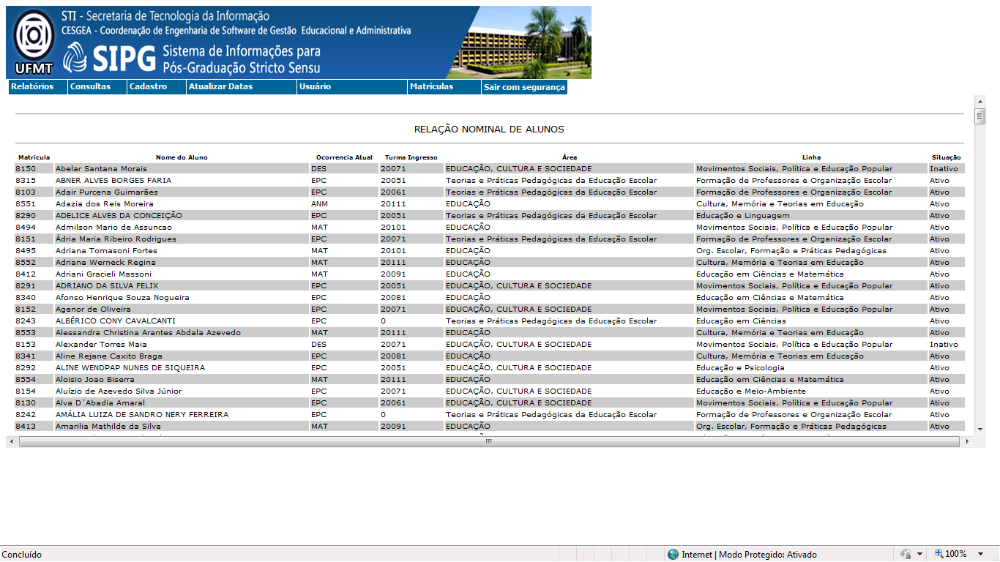 STI - Secretaria de Tecnologia da Informação
CESGEA - Coordenação de Engenharia de Software de Gestão Educacional e Administrativa
UFMT SIPG Sistema de Informações para
Pós-Graduação Stricto Sensu
Relatórios Consultas Cadastro Atualizar Datas Usuário Matrículas Sair com segurança
RELAÇÃO NOMINAL DE ALUNOS
Matricula Nome do Aluno Ocorrencia Atual Turma Ingresso Área Linha Situação
8150 Abelar Santana Morais DES 20071 EDUCAÇÃO, CULTURA E SOCIEDADE Movimentos Sociais, Política e Educação Popular Inativo
8315 ABNER ALVES BORGES FARIA EPC 20051 Teorias e Práticas Pedagógicas da Educação Escolar Formação de Professores e Organização Escolar Ativo
8103 Adair Purcena Guimarães EPC 20061 Teorias e Práticas Pedagógicas da Educação Escolar Formação de Professores e Organização Escolar Ativo
8551 Adazia dos Reis Moreira ANM 20111 EDUCAÇÃO Cultura, Memória e Teorias em Educação Ativo
8290 ADELICE ALVES DA CONCEIÇÃO EPC 20051 Teorias e Práticas Pedagógicas da Educação Escolar Educação e Linguagem Ativo
8494 Admilson Mario de Assuncao MAT 20101 EDUCAÇÃO Movimentos Sociais, Política e Educação Popular Ativo
8151 Ádria Maria Ribeiro Rodrigues EPC 20071 Teorias e Práticas Pedagógicas da Educação Escolar Formação de Professores e Organização Escolar Ativo
8495 Adriana Tomasoni Fortes MAT 20101 EDUCAÇÃO Org. Escolar, Formação e Práticas Pedagógicas Ativo
8552 Adriana Werneck Regina MAT 20111 EDUCAÇÃO Cultura, Memória e Teorias em Educação Ativo
8412 Adriani Gracieli Massoni MAT 20091 EDUCAÇÃO Educação em Ciências e Matemática Ativo
8291 ADRIANO DA SILVA FELIX EPC 20051 EDUCAÇÃO, CULTURA E SOCIEDADE Movimentos Sociais, Política e Educação Popular Ativo
8340 Afonso Henrique Souza Nogueira EPC 20081 EDUCAÇÃO Educação em Ciências e Matemática Ativo
8152 Agenor de Oliveira EPC 20071 EDUCAÇÃO, CULTURA E SOCIEDADE Movimentos Sociais, Política e Educação Popular Ativo
8243 ALBÉRICO CONY CAVALCANTI EPC 0 Teorias e Práticas Pedagógicas da Educação Escolar Educação em Ciências Ativo
8553 Alessandra Christina Arantes Abdala Azevedo MAT 20111 EDUCAÇÃO Cultura, Memória e Teorias em Educação Ativo
8153 Alexander Torres Maia DES 20071 EDUCAÇÃO, CULTURA E SOCIEDADE Movimentos Sociais, Política e Educação Popular Inativo
8341 Aline Rejane Caxito Braga EPC 20081 EDUCAÇÃO Cultura, Memória e Teorias em Educação Ativo
8292 ALINE WENDPAP NUNES DE SIQUEIRA EPC 20051 EDUCAÇÃO, CULTURA E SOCIEDADE Educação e Psicologia Ativo
8554 Aloisio Joao Biserra MAT 20111 EDUCAÇÃO Educação em Ciências e Matemática Ativo
8154 Aluízio de Azevedo Silva Júnior EPC 20071 EDUCAÇÃO, CULTURA E SOCIEDADE Educação e Meio-Ambiente Ativo
8130 Alva D´Abadia Amaral EPC 20061 EDUCAÇÃO, CULTURA E SOCIEDADE Movimentos Sociais, Política e Educação Popular Ativo
8242 AMÁLIA LUIZA DE SANDRO NERY FERREIRA EPC 0 Teorias e Práticas Pedagógicas da Educação Escolar Formação de Professores e Organização Escolar Ativo
8413 Amarilia Mathilde da Silva MAT 20091 EDUCAÇÃO Org. Escolar, Formação e Práticas Pedagógicas Ativo
Concluído Internet | Modo Protegido: Ativado 100%